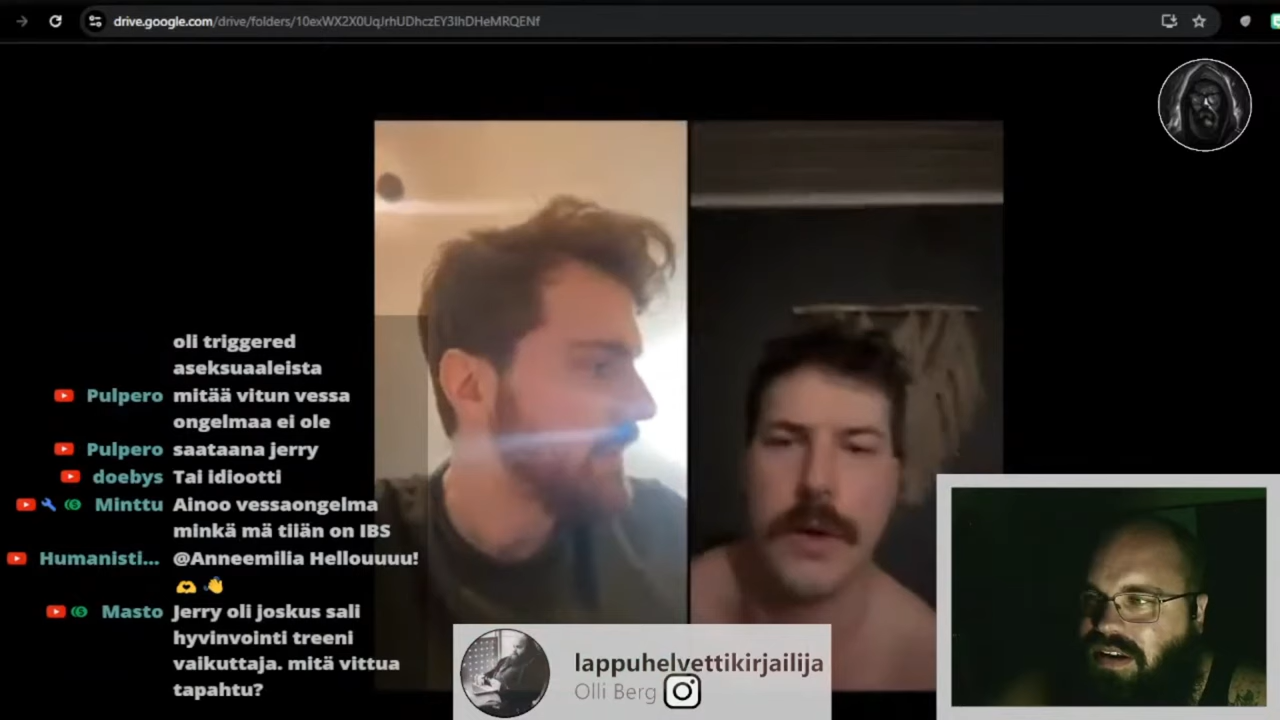 drive.google.com/drive/folders/10exWX2X0UqJrhUDhczEY3IhDHeMRQENf
oli triggered
aseksuaaleista
Pulpero mitää vitun vessa
ongelmaa ei ole
Pulpero saataana jerry
doebys Tai idiootti
Minttu Ainoo vessaongelma
minkä mä tiiän on IBS
Humanisti... @Anneemilia Hellouuuu!
Masto Jerry oli joskus sali
hyvinvointi treeni
vaikuttaja. mitä vittua
tapahtu?
lappuhelvettikirjailija
Olli Berg